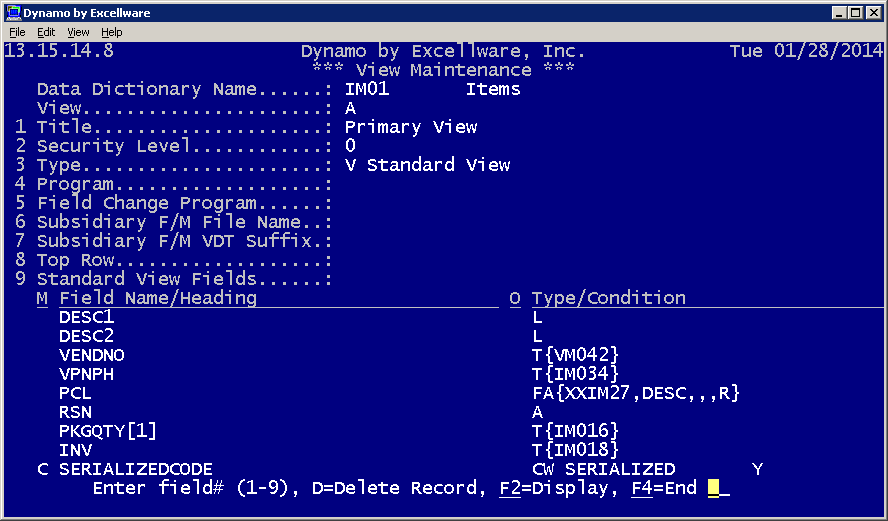 Dynamo by Excellware
File Edit View Help
13.15.14.8 Dynamo by Excellware, Inc. Tue 01/28/2014
*** View Maintenance ***
Data Dictionary Name......: IM01 Items
View......................: A
1 Title.....................: Primary View
2 Security Level............: 0
3 Type......................: V Standard View
4 Program...................:
5 Field Change Program......:
6 Subsidiary F/M File Name..:
7 Subsidiary F/M VDT Suffix.:
8 Top Row...................:
9 Standard View Fields......:
M Field Name/Heading O Type/Condition
DESC1 L
DESC2 L
VENDNO T{VM042}
VPNPH T{IM034}
PCL FA{XXIM27,DESC,,,R}
RSN A
PKGQTY[1] T{IM016}
INV T{IM018}
C SERIALIZEDCODE CW SERIALIZED Y
Enter field# (1-9), D=Delete Record, F2=Display, F4=End